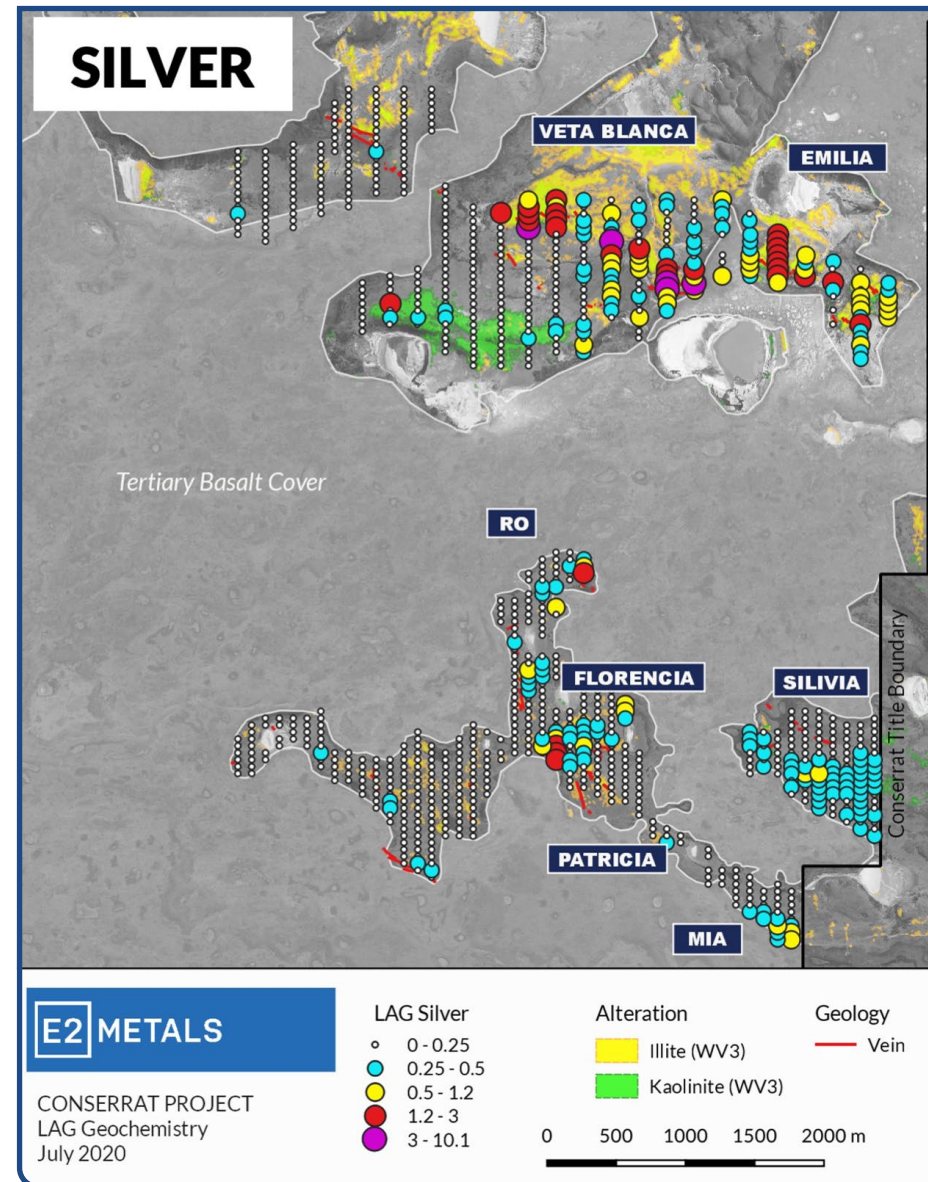 SILVER
VETA BLANCA
EMILIA
Tertiary Basalt Cover
RO
FLORENCIA
SILIVIA
Conserrat Title Boundary
PATRICIA
MIA
E2 METALS
CONSERRAT PROJECT
LAG Geochemistry
July 2020
LAG Silver
0 - 0.25
0.25 - 0.5
0.5 - 1.2
1.2 - 3
3 - 10.1
Alteration
Illite (WV3)
Kaolinite (WV3)
Geology
Vein
0 500 1000 1500 2000 m